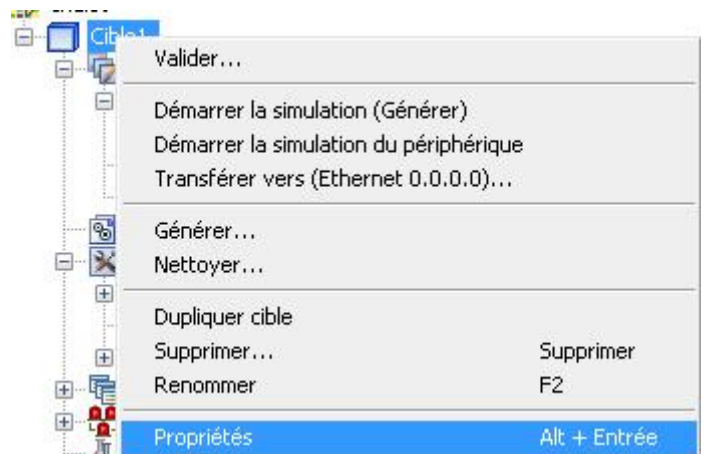 Cible1
Valider...
Démarrer la simulation (Générer)
Démarrer la simulation du périphérique
Transférer vers (Ethernet 0.0.0.0)...
Générer...
Nettoyer...
Dupliquer cible
Supprimer... Supprimer
Renommer F2
Propriétés Alt + Entrée